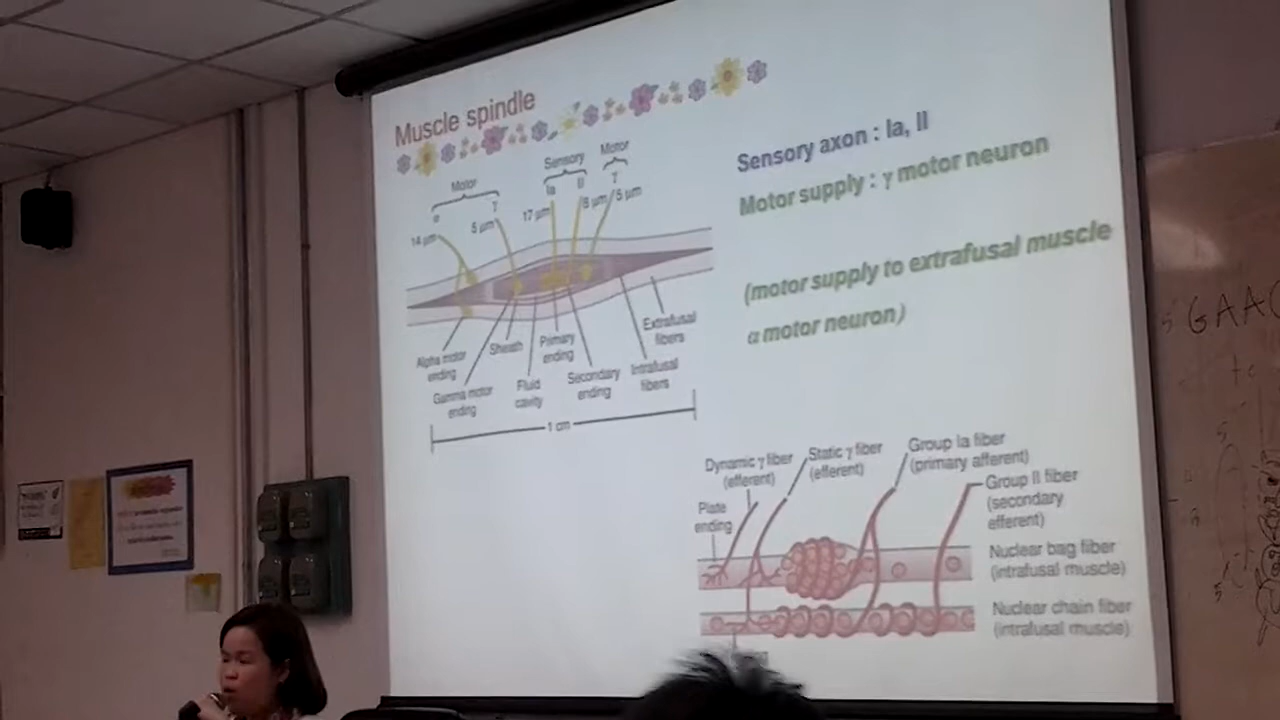 Muscle spindle
Sensory axon : Ia, II
Motor supply : γ motor neuron
(motor supply to extrafusal muscle
α motor neuron)
Motor
Sensory
Motor
α
γ
Ia
II
γ
14 μm
5 μm
17 μm
8 μm
5 μm
Alpha motor
ending
Gamma motor
ending
Sheath
Fluid
cavity
Primary
ending
Secondary
ending
Intrafusal
fibers
Extrafusal
fibers
1 cm
Dynamic γ fiber
(efferent)
Static γ fiber
(efferent)
Group Ia fiber
(primary afferent)
Group II fiber
(secondary
efferent)
Plate
ending
Nuclear bag fiber
(intrafusal muscle)
Nuclear chain fiber
(intrafusal muscle)
5' GAA